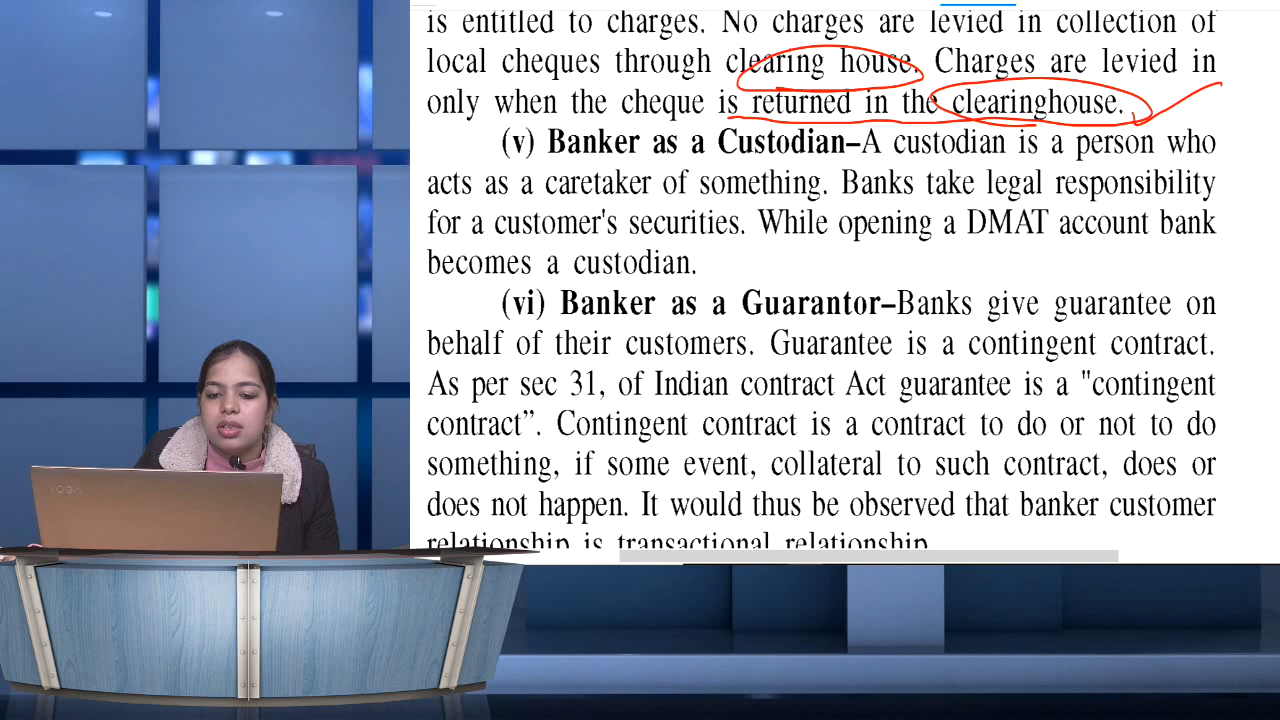 is entitled to charges. No charges are levied in collection of
local cheques through clearing house. Charges are levied in
only when the cheque is returned in the clearinghouse.
(v) Banker as a Custodian–A custodian is a person who
acts as a caretaker of something. Banks take legal responsibility
for a customer's securities. While opening a DMAT account bank
becomes a custodian.
(vi) Banker as a Guarantor–Banks give guarantee on
behalf of their customers. Guarantee is a contingent contract.
As per sec 31, of Indian contract Act guarantee is a "contingent
contract”. Contingent contract is a contract to do or not to do
something, if some event, collateral to such contract, does or
does not happen. It would thus be observed that banker customer
relationship is transactional relationship.
YOGA